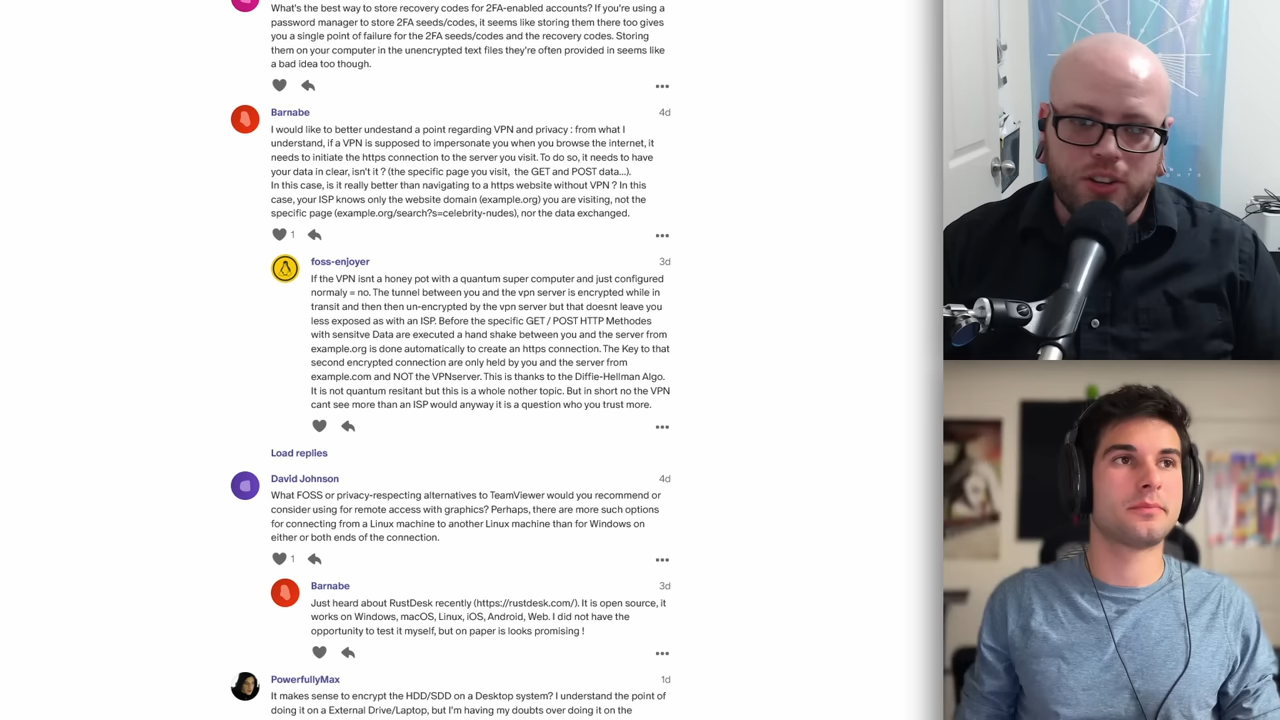 What's the best way to store recovery codes for 2FA-enabled accounts? If you're using a
password manager to store 2FA seeds/codes, it seems like storing them there too gives
you a single point of failure for the 2FA seeds/codes and the recovery codes. Storing
them on your computer in the unencrypted text files they're often provided in seems like
a bad idea too though.
Barnabe 4d
I would like to better undestand a point regarding VPN and privacy : from what I
understand, if a VPN is supposed to impersonate you when you browse the internet, it
needs to initiate the https connection to the server you visit. To do so, it needs to have
your data in clear, isn't it ? (the specific page you visit, the GET and POST data...).
In this case, is it really better than navigating to a https website without VPN ? In this
case, your ISP knows only the website domain (example.org) you are visiting, not the
specific page (example.org/search?s=celebrity-nudes), nor the data exchanged.
1
foss-enjoyer 3d
If the VPN isnt a honey pot with a quantum super computer and just configured
normaly = no. The tunnel between you and the vpn server is encrypted while in
transit and then then un-encrypted by the vpn server but that doesnt leave you
less exposed as with an ISP. Before the specific GET / POST HTTP Methodes
with sensitve Data are executed a hand shake between you and the server from
example.org is done automatically to create an https connection. The Key to that
second encrypted connection are only held by you and the server from
example.com and NOT the VPNserver. This is thanks to the Diffie-Hellman Algo.
It is not quantum resitant but this is a whole nother topic. But in short no the VPN
cant see more than an ISP would anyway it is a question who you trust more.
Load replies
David Johnson 4d
What FOSS or privacy-respecting alternatives to TeamViewer would you recommend or
consider using for remote access with graphics? Perhaps, there are more such options
for connecting from a Linux machine to another Linux machine than for Windows on
either or both ends of the connection.
1
Barnabe 3d
Just heard about RustDesk recently (https://rustdesk.com/). It is open source, it
works on Windows, macOS, Linux, iOS, Android, Web. I did not have the
opportunity to test it myself, but on paper is looks promising !
PowerfullyMax 1d
It makes sense to encrypt the HDD/SDD on a Desktop system? I understand the point of
doing it on a External Drive/Laptop, but I'm having my doubts over doing it on the